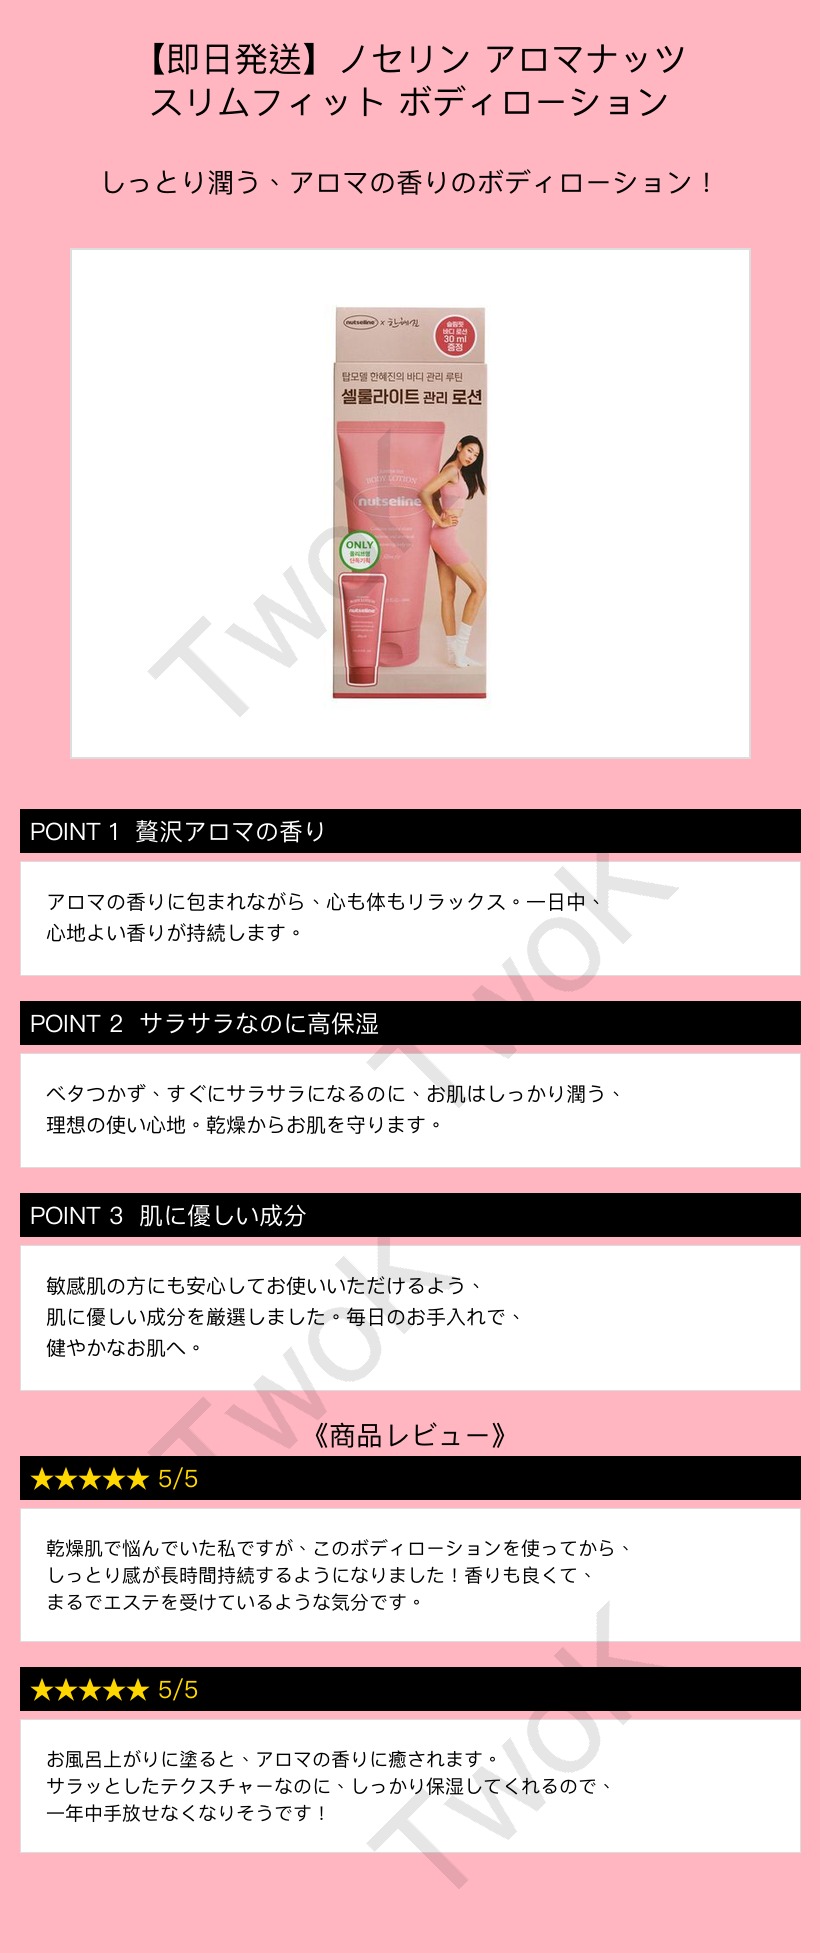 【即日発送】ノセリン アロマナッツ
スリムフィット ボディローション
しっとり潤う、アロマの香りのボディローション！
nutseline x 한혜진
슬림핏
바디 로션
30 ml
증정
탑모델 한혜진의 바디 관리 루틴
셀룰라이트 관리 로션
BODY LOTION
nutseline
ONLY
올리브영
단독기획
nutseline
TwoK
POINT 1 贅沢アロマの香り
アロマの香りに包まれながら、心も体もリラックス。一日中、
心地よい香りが持続します。
TwoK
POINT 2 サラサラなのに高保湿
ベタつかず、すぐにサラサラになるのに、お肌はしっかり潤う、
理想の使い心地。乾燥からお肌を守ります。
POINT 3 肌に優しい成分
敏感肌の方にも安心してお使いいただけるよう、
肌に優しい成分を厳選しました。毎日のお手入れで、
健やかなお肌へ。
TwoK
《商品レビュー》
★★★★★ 5/5
乾燥肌で悩んでいた私ですが、このボディローションを使ってから、
しっとり感が長時間持続するようになりました！香りも良くて、
まるでエステを受けているような気分です。
★★★★★ 5/5
お風呂上がりに塗ると、アロマの香りに癒されます。
サラッとしたテクスチャーなのに、しっかり保湿してくれるので、
一年中手放せなくなりそうです！
TwoK